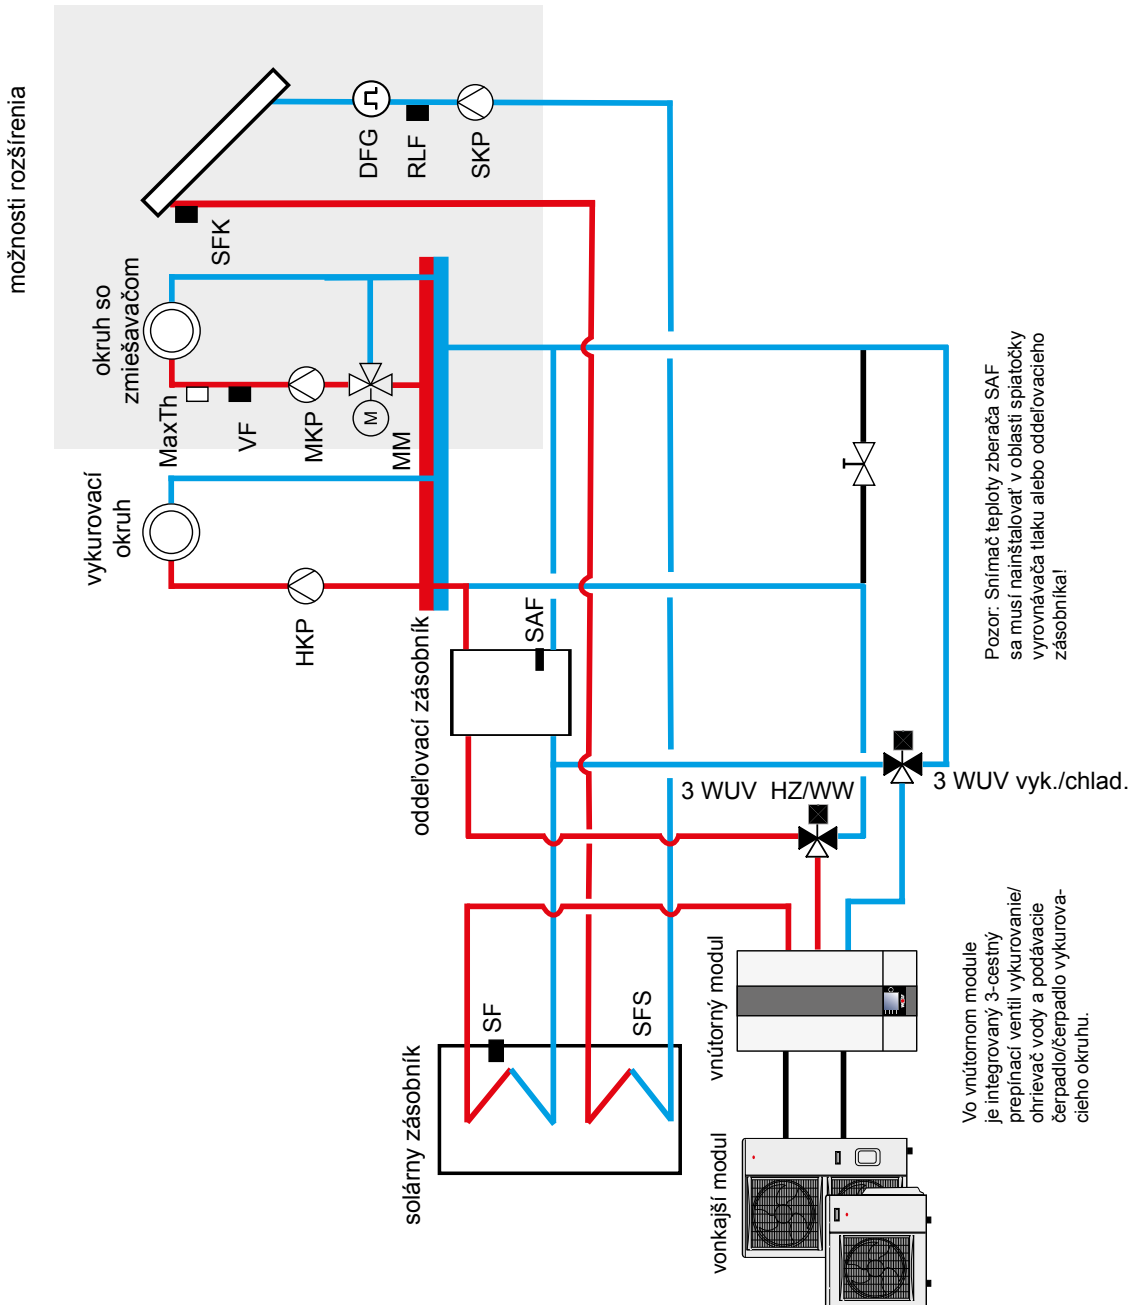 možnosti rozšírenia
DFG
RLF
SKP
SFK
okruh so
zmiešavačom
MaxTh
VF
MKP
MM
M
vykurovací
okruh
HKP
oddeľovací zásobník
SAF
Pozor: Snímač teploty zberača SAF
sa musí nainštalovať v oblasti spiatočky
vyrovnávača tlaku alebo oddeľovacieho
zásobníka!
3 WUV HZ/WW
3 WUV vyk./chlad.
solárny zásobník
SF
SFS
vnútorný modul
vonkajší modul
Vo vnútornom module
je integrovaný 3-cestný
prepínací ventil vykurovanie/
ohrievač vody a podávacie
čerpadlo/čerpadlo vykurova-
cieho okruhu.